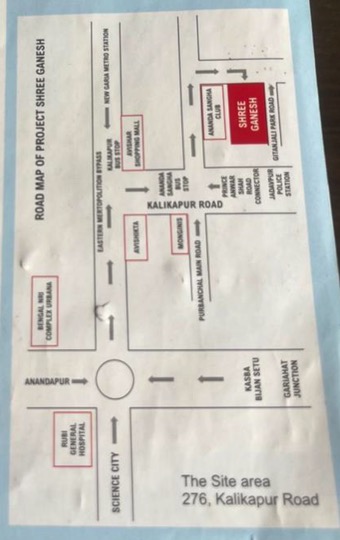 ROAD MAP OF PROJECT SHREE GANESH
NEW GARIA METRO STATION
EASTERN MERTOPOLITION BYPASS
KALIKAPUR
BUS STOP
AVISHAR
SHOPPING MALL
ANANDA SANGHA
CLUB
SHREE
GANESH
GITANJALI PARK ROAD
ANANDA
SANGHA
BUS
STOP
PRINCE
ANWAR
SHAH
ROAD
CONNECTOR
JADAVPUR
POLICE
STATION
KALIKAPUR ROAD
AVISHIKTA
MONGINIS
PURBANCHAL MAIN ROAD
BENGAL NRI
COMPLEX URBANA
ANANDAPUR
KASBA
BIJAN SETU
GARIAHAT
JUNCTION
RUBI
GENERAL
HOSPITAL
SCIENCE CITY
The Site area
276, Kalikapur Road